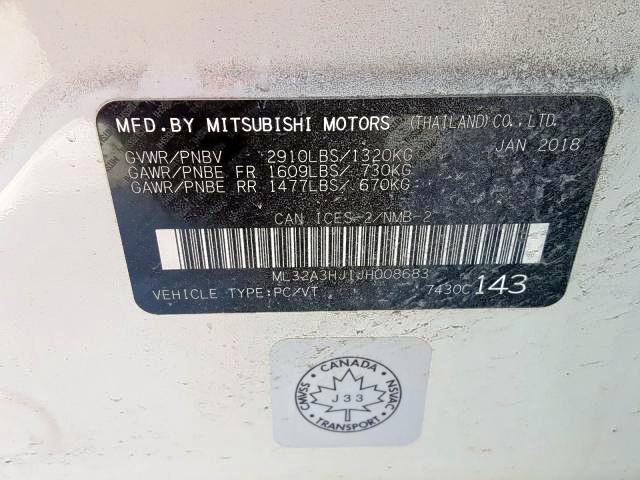 MFD.BY MITSUBISHI MOTORS (THAILAND)CO.,LTD.
JAN 2018
GVWR/PNBV 2910LBS/1320KG
GAWR/PNBE FR 1609LBS/ 730KG
GAWR/PNBE RR 1477LBS/ 670KG
CAN ICES-2/NMB-2
ML32A3HJ1JH008683
VEHICLE TYPE:PC/VT 7430C 143
CANADA
CMVSS J33 NSVAC
TRANSPORT